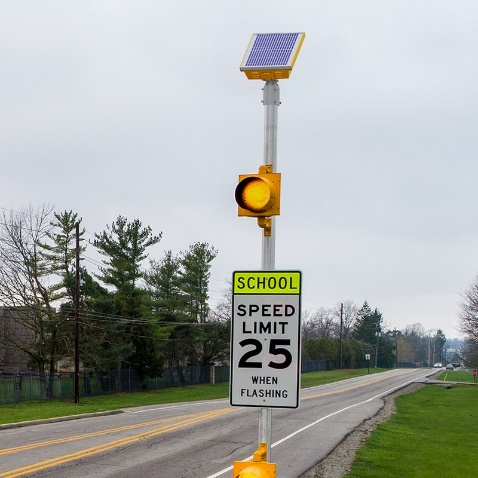 SCHOOL
SPEED
LIMIT
25
WHEN
FLASHING